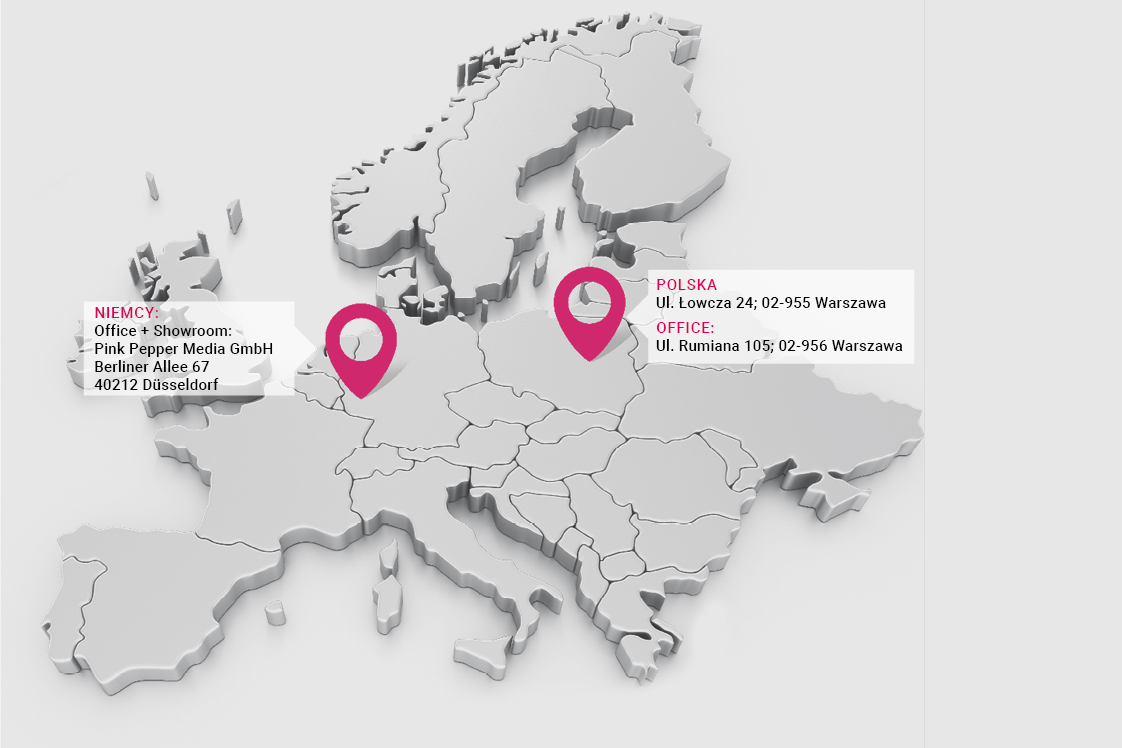 NIEMCY:
Office + Showroom:
Pink Pepper Media GmbH
Berliner Allee 67
40212 Düsseldorf
POLSKA
Ul. Łowcza 24; 02-955 Warszawa
OFFICE:
Ul. Rumiana 105; 02-956 Warszawa